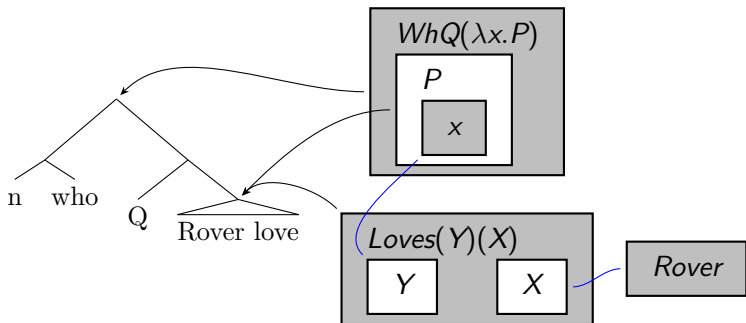 WhQ(λx.P)
P
x
n who
Q
Rover love
Loves(Y)(X)
Y X
Rover